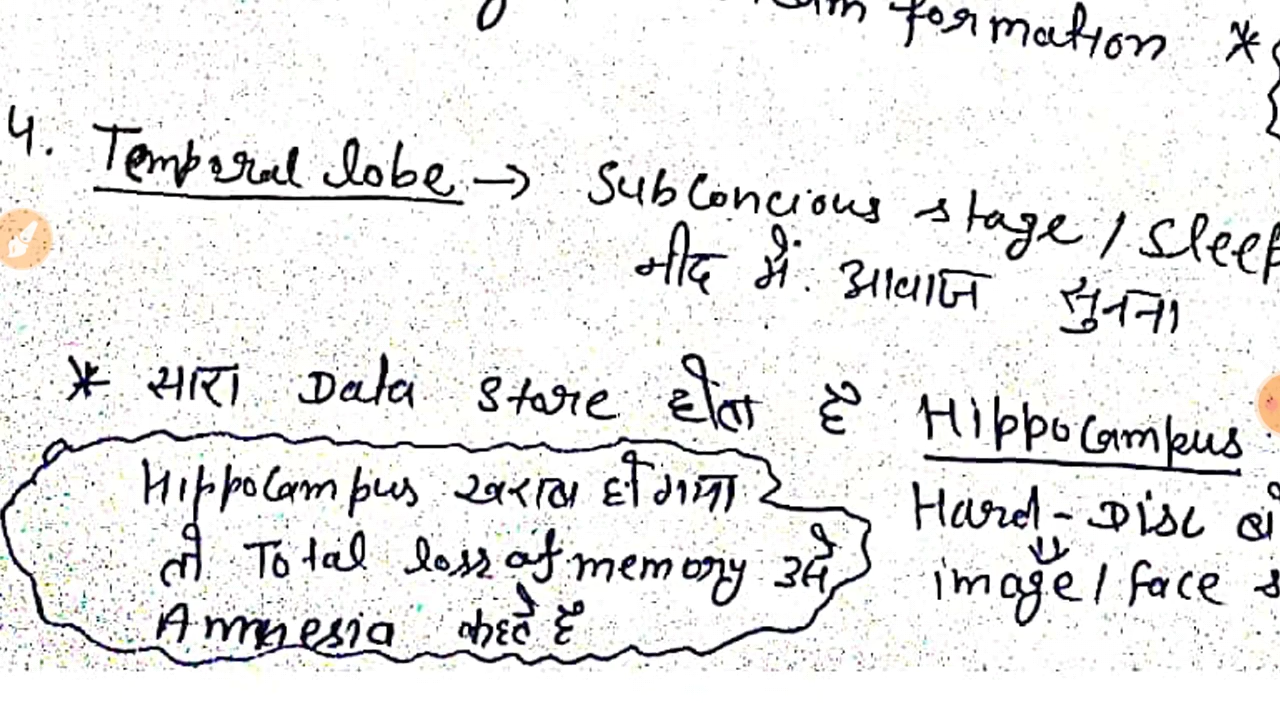 formation *
4. Temporal lobe → Subconcious stage / Sleep
नींद में आवाज सुनना
* सारा Data Store होता है Hippocampus
Hippocampus खराब हो गया
तो Total loss of memory उसे
Amnesia कहते है
Hard-Disc
image / face